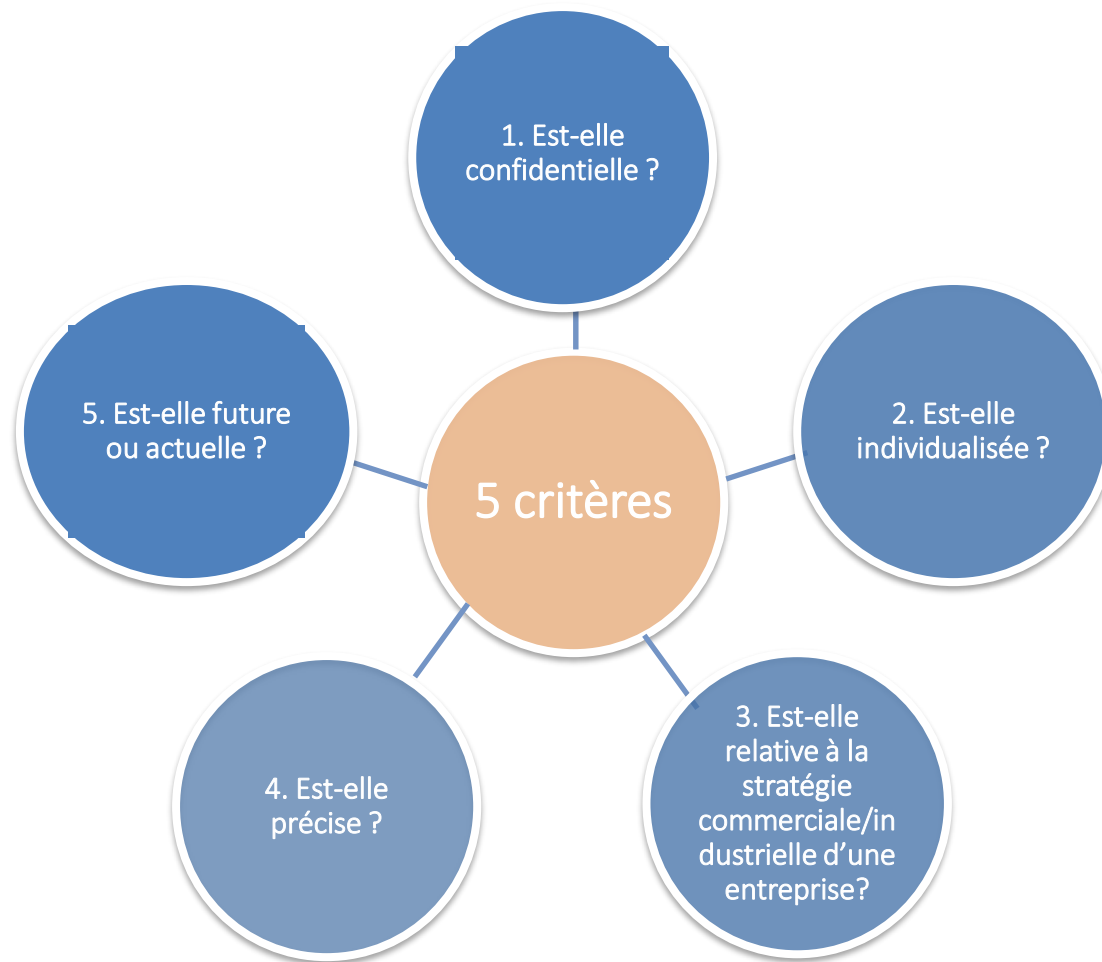 1. Est-elle
confidentielle ?
2. Est-elle
individualisée ?
3. Est-elle
relative à la
stratégie
commerciale/in
dustrielle d’une
entreprise?
4. Est-elle
précise ?
5. Est-elle future
ou actuelle ?
5 critères